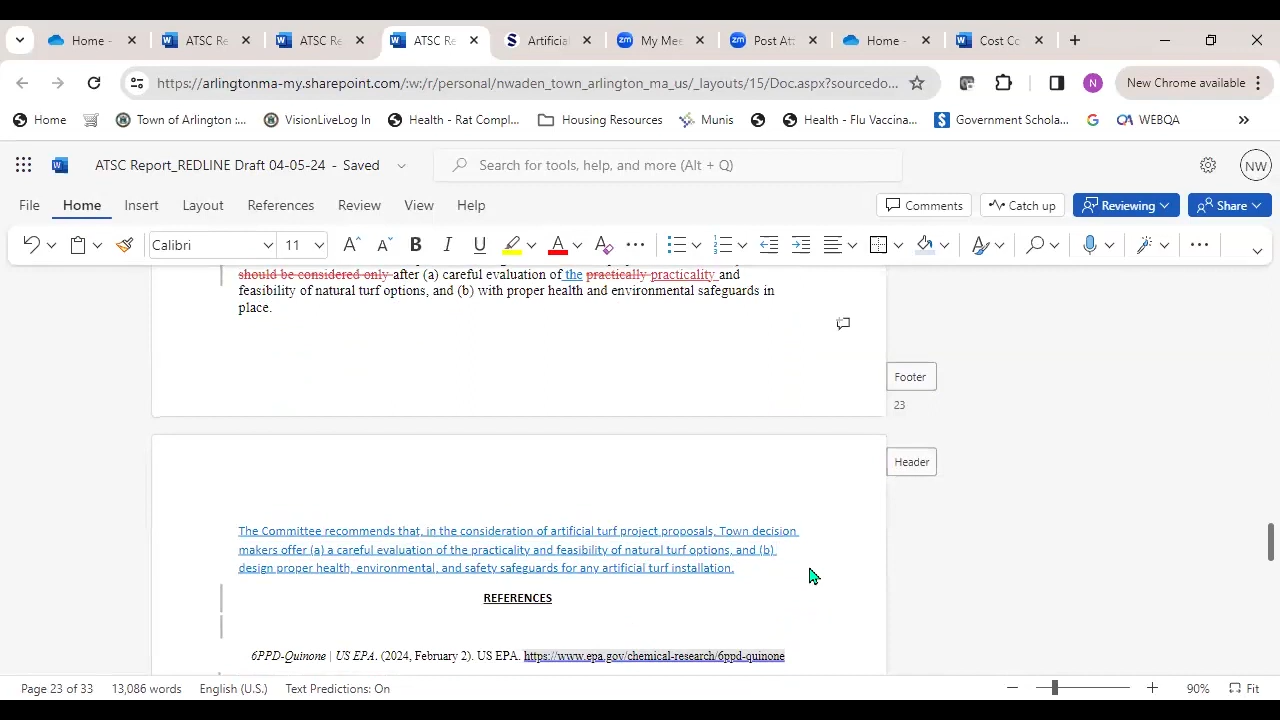 Home -
ATSC Re
ATSC Re
ATSC Re
Artificial
My Mee
Post Att
Home -
Cost Co
https://arlingtonma-my.sharepoint.com/:w:/r/personal/nwaden_town_arlington_ma_us/_layouts/15/Doc.aspx?sourcedo...
N
New Chrome available
Home
Town of Arlington :...
VisionLiveLog In
Health - Rat Compl...
Housing Resources
Munis
Health - Flu Vaccina...
Government Schola...
WEBQA
ATSC Report_REDLINE Draft 04-05-24 - Saved
Search for tools, help, and more (Alt + Q)
NW
File Home Insert Layout References Review View Help
Comments
Catch up
Reviewing
Share
Calibri
11
should be considered only after (a) careful evaluation of the practically practicality and
feasibility of natural turf options, and (b) with proper health and environmental safeguards in
place.
Footer
23
Header
The Committee recommends that, in the consideration of artificial turf project proposals, Town decision
makers offer (a) a careful evaluation of the practicality and feasibility of natural turf options, and (b)
design proper health, environmental, and safety safeguards for any artificial turf installation.
REFERENCES
6PPD-Quinone | US EPA. (2024, February 2). US EPA. https://www.epa.gov/chemical-research/6ppd-quinone
Page 23 of 33
13,086 words
English (U.S.)
Text Predictions: On
90%
Fit